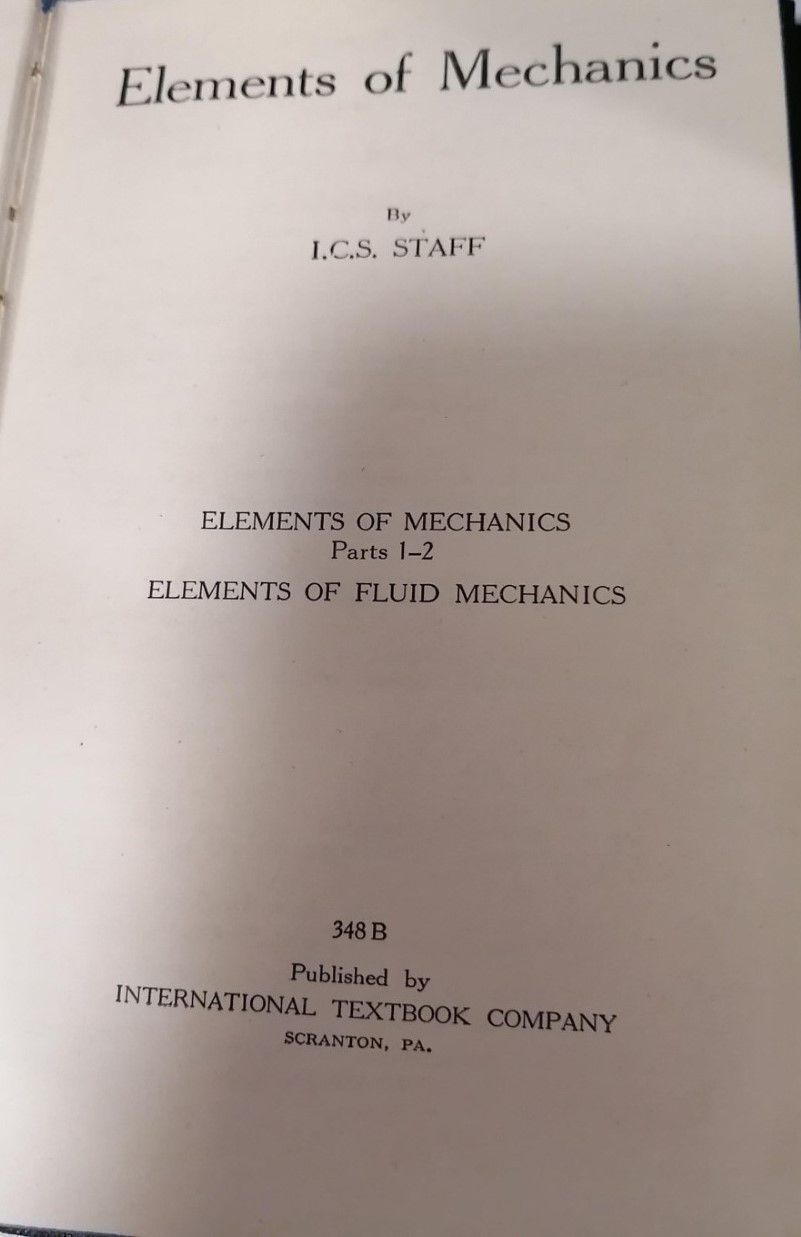 Elements of Mechanics
By
I.C.S. STAFF
ELEMENTS OF MECHANICS
Parts 1–2
ELEMENTS OF FLUID MECHANICS
348 B
Published by
INTERNATIONAL TEXTBOOK COMPANY
SCRANTON, PA.